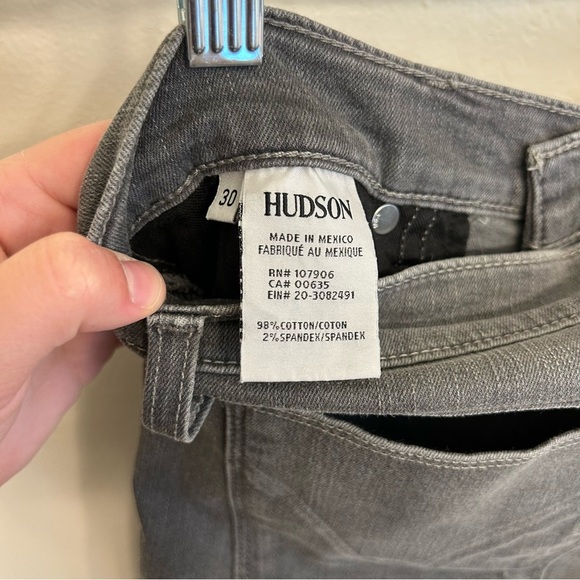 30
HUDSON
MADE IN MEXICO
FABRIQUÉ AU MEXIQUE
RN# 107906
CA# 00635
EIN# 20-3082491
98%COTTON/COTON
2%SPANDEX/SPANDEX